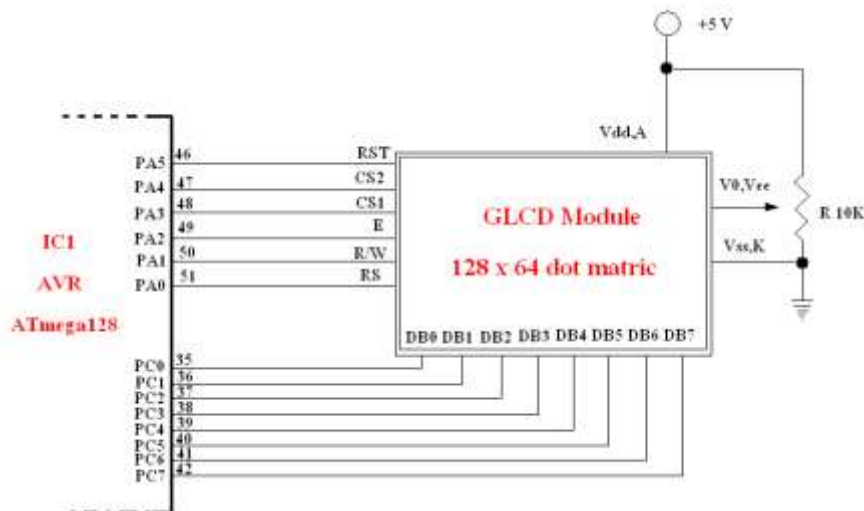 +5 V
Vdd,A
46 RST
PA5
47 CS2
PA4
48 CS1
PA3
49 E
PA2
50 R/W
PA1
51 RS
PA0
IC1
AVR
ATmega128
GLCD Module
128 x 64 dot matric
V0,Vee
R 10K
Vss,K
DB0 DB1 DB2 DB3 DB4 DB5 DB6 DB7
PC0 35
PC1 36
PC2 37
PC3 38
PC4 39
PC5 40
PC6 41
PC7 42